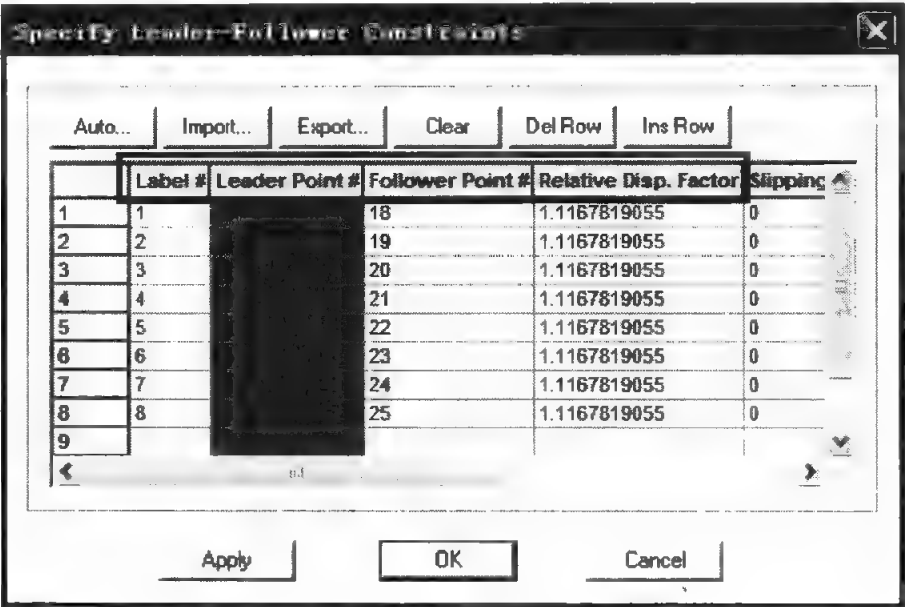 Specify Leader-Follower Constraints
Auto... Import... Export... Clear Del Row Ins Row
Label # Leader Point # Follower Point # Relative Disp. Factor Slipping
1 1 18 1.1167819055 0
2 2 19 1.1167819055 0
3 3 20 1.1167819055 0
4 4 21 1.1167819055 0
5 5 22 1.1167819055 0
6 6 23 1.1167819055 0
7 7 24 1.1167819055 0
8 8 25 1.1167819055 0
9
Apply OK Cancel